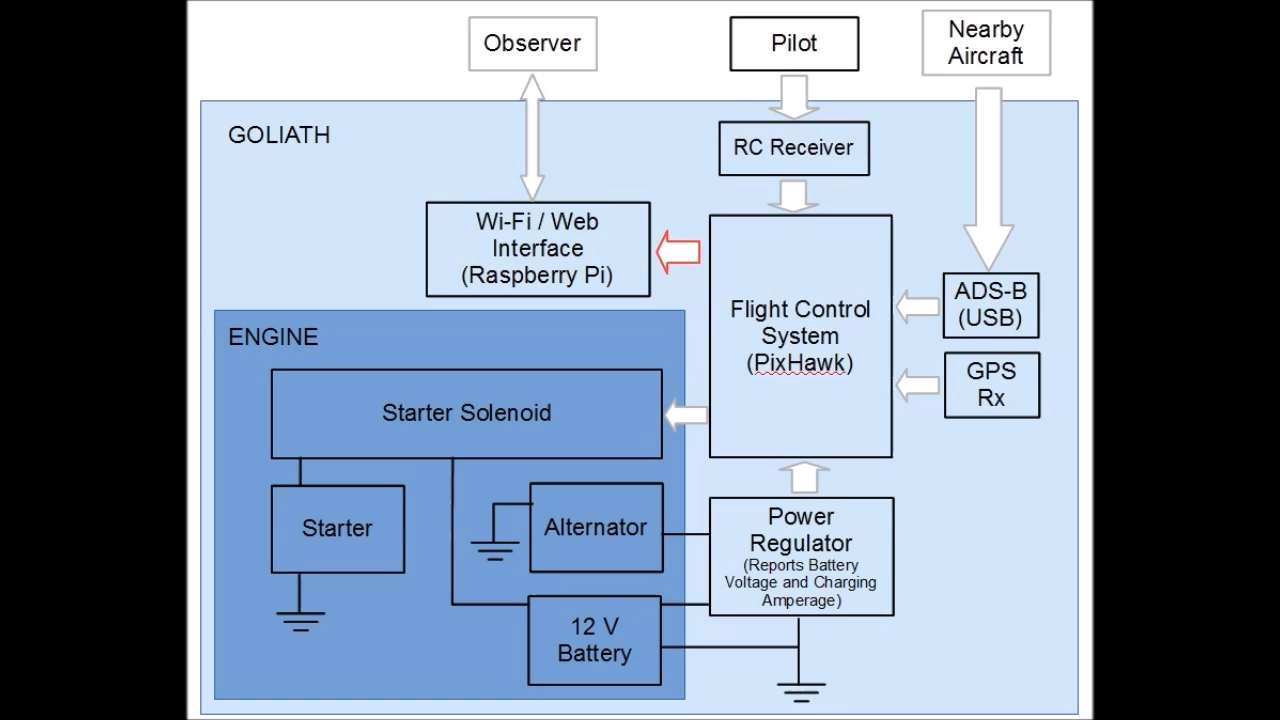 Observer
Pilot
Nearby
Aircraft
GOLIATH
RC Receiver
Wi-Fi / Web
Interface
(Raspberry Pi)
Flight Control
System
(PixHawk)
ADS-B
(USB)
GPS
Rx
ENGINE
Starter Solenoid
Starter
Alternator
Power
Regulator
(Reports Battery
Voltage and Charging
Amperage)
12 V
Battery